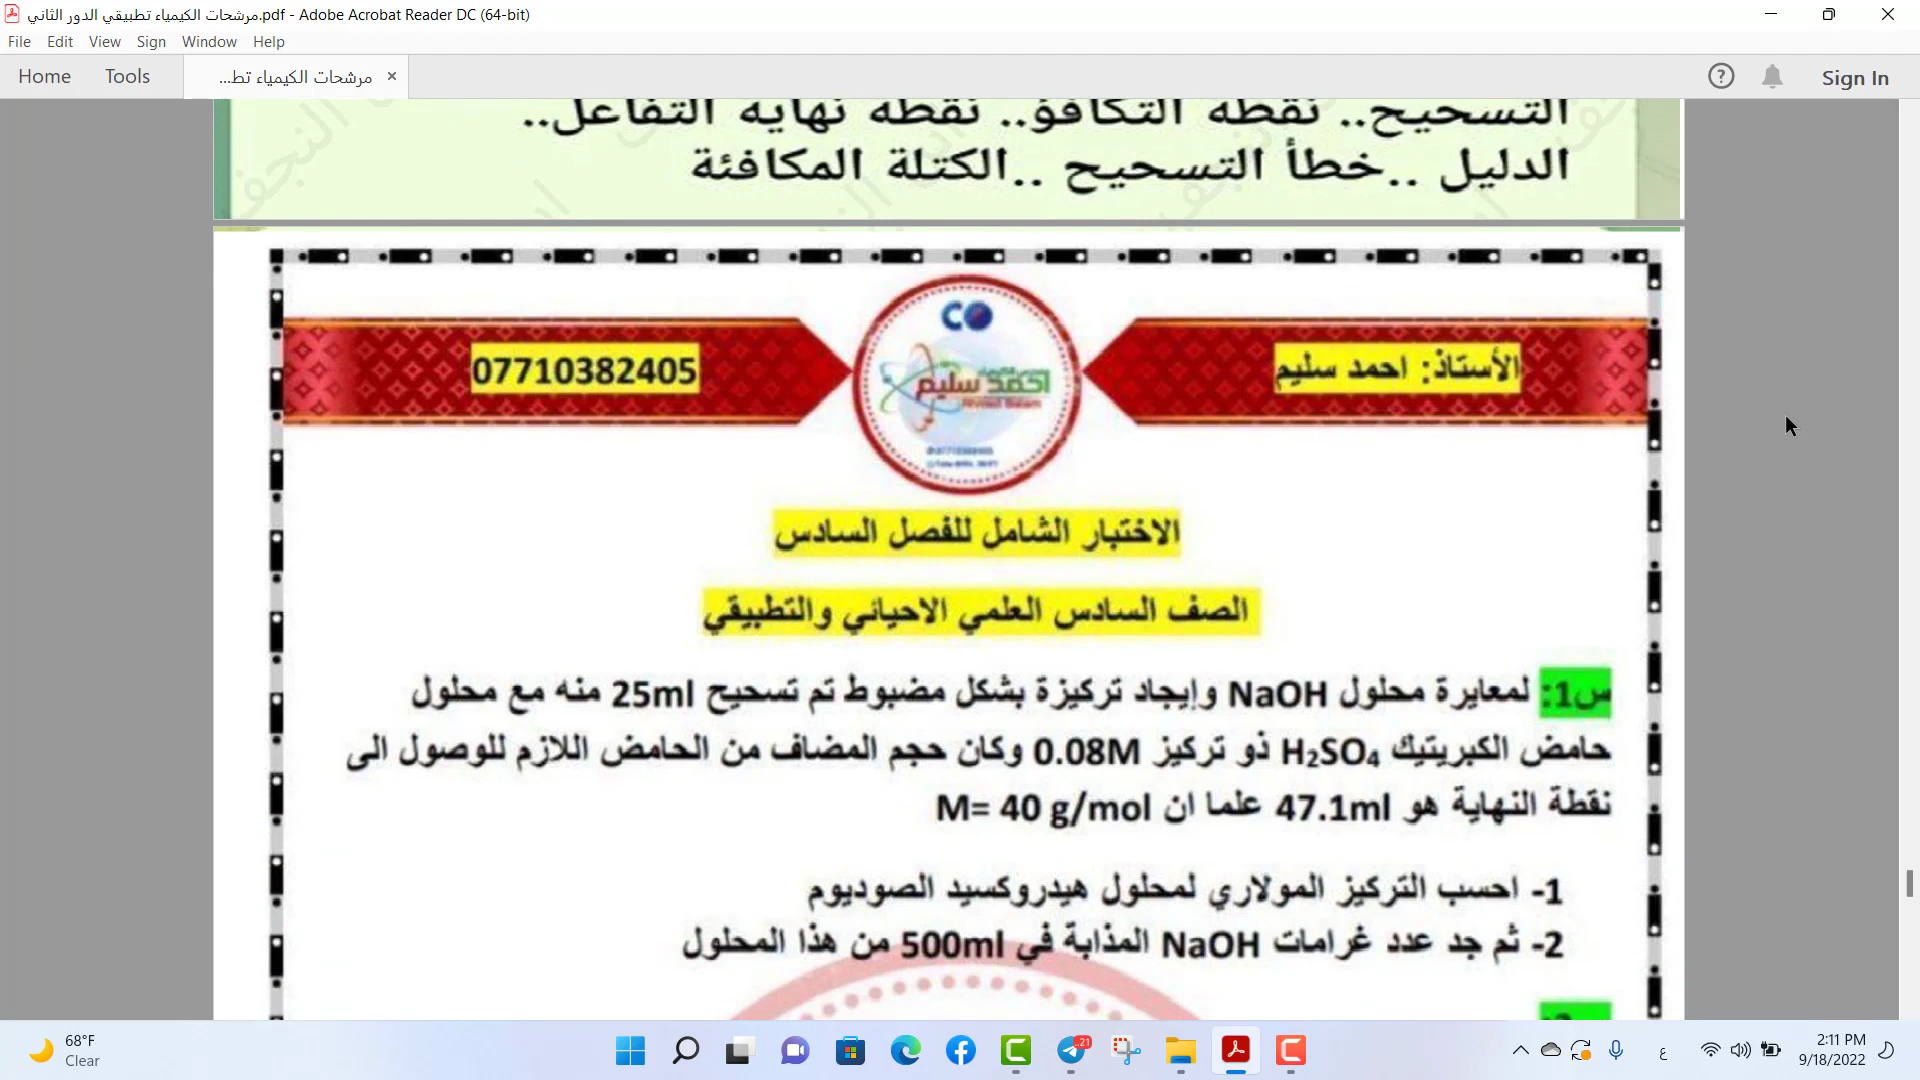 مرشحات الكيمياء تطبيقي الدور الثاني.pdf - Adobe Acrobat Reader DC (64-bit)
File Edit View Sign Window Help
Home Tools مرشحات الكيمياء تط... × Sign In
التسحيح.. نقطة التكافؤ.. نقطة نهاية التفاعل..
الدليل ..خطأ التسحيح ..الكتلة المكافئة
الأستاذ: احمد سليم
07710382405
CO
احمد سليم
الاختبار الشامل للفصل السادس
الصف السادس العلمي الاحيائي والتطبيقي
س1: لمعايرة محلول NaOH وإيجاد تركيزة بشكل مضبوط تم تسحيح 25ml منه مع محلول
حامض الكبريتيك H₂SO₄ ذو تركيز 0.08M وكان حجم المضاف من الحامض اللازم للوصول الى
نقطة النهاية هو 47.1ml علما ان M= 40 g/mol
1- احسب التركيز المولاري لمحلول هيدروكسيد الصوديوم
2- ثم جد عدد غرامات NaOH المذابة في 500ml من هذا المحلول
68°F
Clear
21
ع
2:11 PM
9/18/2022